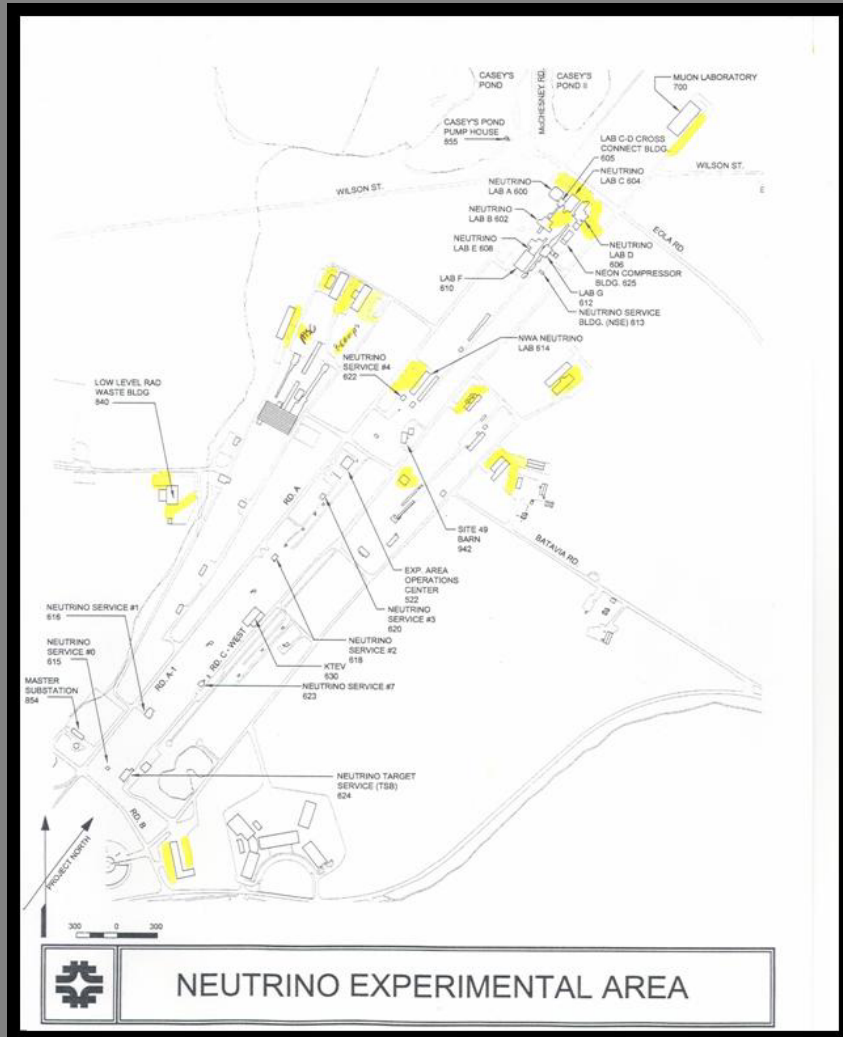 CASEY'S
POND
CASEY'S
POND II
McCHESNEY RD.
MUON LABORATORY
700
CASEY'S POND
PUMP HOUSE
855
LAB C-D CROSS
CONNECT BLDG.
605
NEUTRINO
LAB C 604
WILSON ST.
WILSON ST.
E
NEUTRINO
LAB A 600
NEUTRINO
LAB B 602
EOLA RD.
NEUTRINO
LAB E 608
NEUTRINO
LAB D
606
NEON COMPRESSOR
BLDG. 625
LAB F
610
LAB G
612
NEUTRINO SERVICE
BLDG. (NSE) 613
NWA NEUTRINO
LAB 614
NEUTRINO
SERVICE #4
622
LOW LEVEL RAD
WASTE BLDG
840
RD. A
SITE 49
BARN
942
BATAVIA RD.
EXP. AREA
OPERATIONS
CENTER
522
NEUTRINO SERVICE #1
616
NEUTRINO
SERVICE #3
620
NEUTRINO
SERVICE #0
615
RD. C - WEST
NEUTRINO
SERVICE #2
618
RD. A-1
KTEV
630
MASTER
SUBSTATION
854
NEUTRINO SERVICE #7
623
NEUTRINO TARGET
SERVICE (TSB)
624
RD. B
PROJECT NORTH
300 0 300
NEUTRINO EXPERIMENTAL AREA